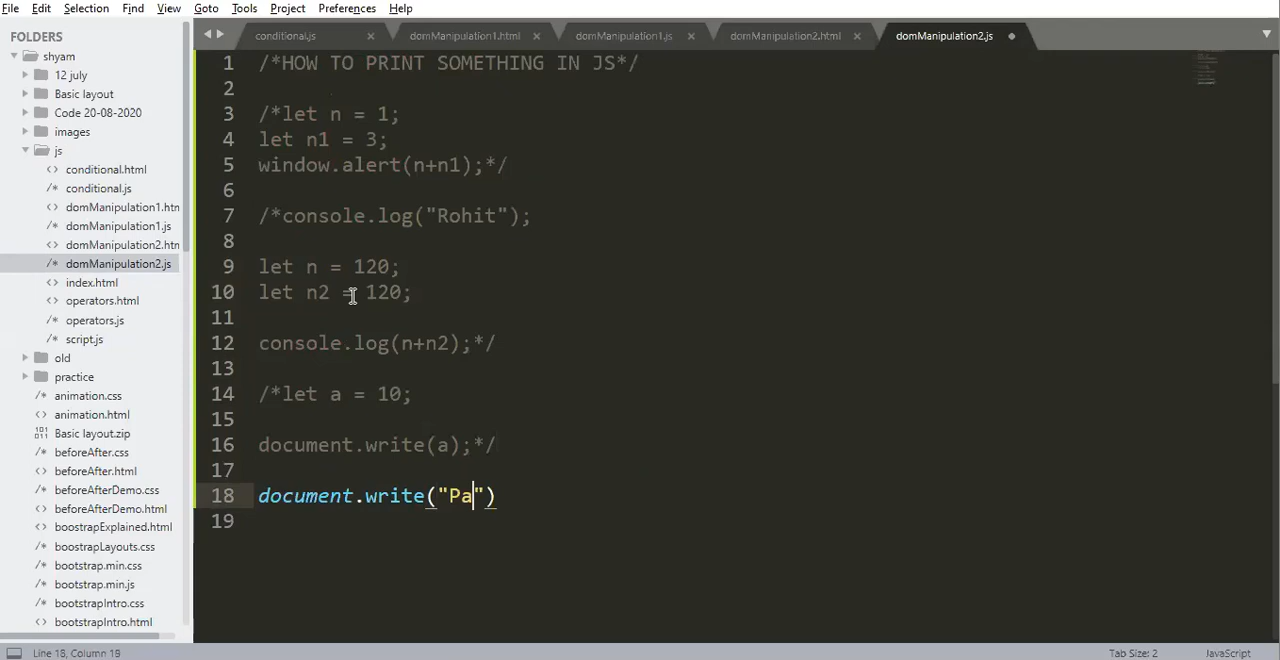 File Edit Selection Find View Goto Tools Project Preferences Help
FOLDERS
shyam
12 july
Basic layout
Code 20-08-2020
images
js
conditional.html
conditional.js
domManipulation1.htn
domManipulation1.js
domManipulation2.htn
domManipulation2.js
index.html
operators.html
operators.js
script.js
old
practice
animation.css
animation.html
Basic layout.zip
beforeAfter.css
beforeAfter.html
beforeAfterDemo.css
beforeAfterDemo.html
boostrapExplained.html
boostrapLayouts.css
bootstrap.min.css
bootstrap.min.js
bootstrapIntro.css
bootstrapIntro.html
conditional.js domManipulation1.html domManipulation1.js domManipulation2.html domManipulation2.js
1 /*HOW TO PRINT SOMETHING IN JS*/
2
3 /*let n = 1;
4 let n1 = 3;
5 window.alert(n+n1);*/
6
7 /*console.log("Rohit");
8
9 let n = 120;
10 let n2 = 120;
11
12 console.log(n+n2);*/
13
14 /*let a = 10;
15
16 document.write(a);*/
17
18 document.write("Pa")
19
Line 18, Column 19 Tab Size: 2 JavaScript